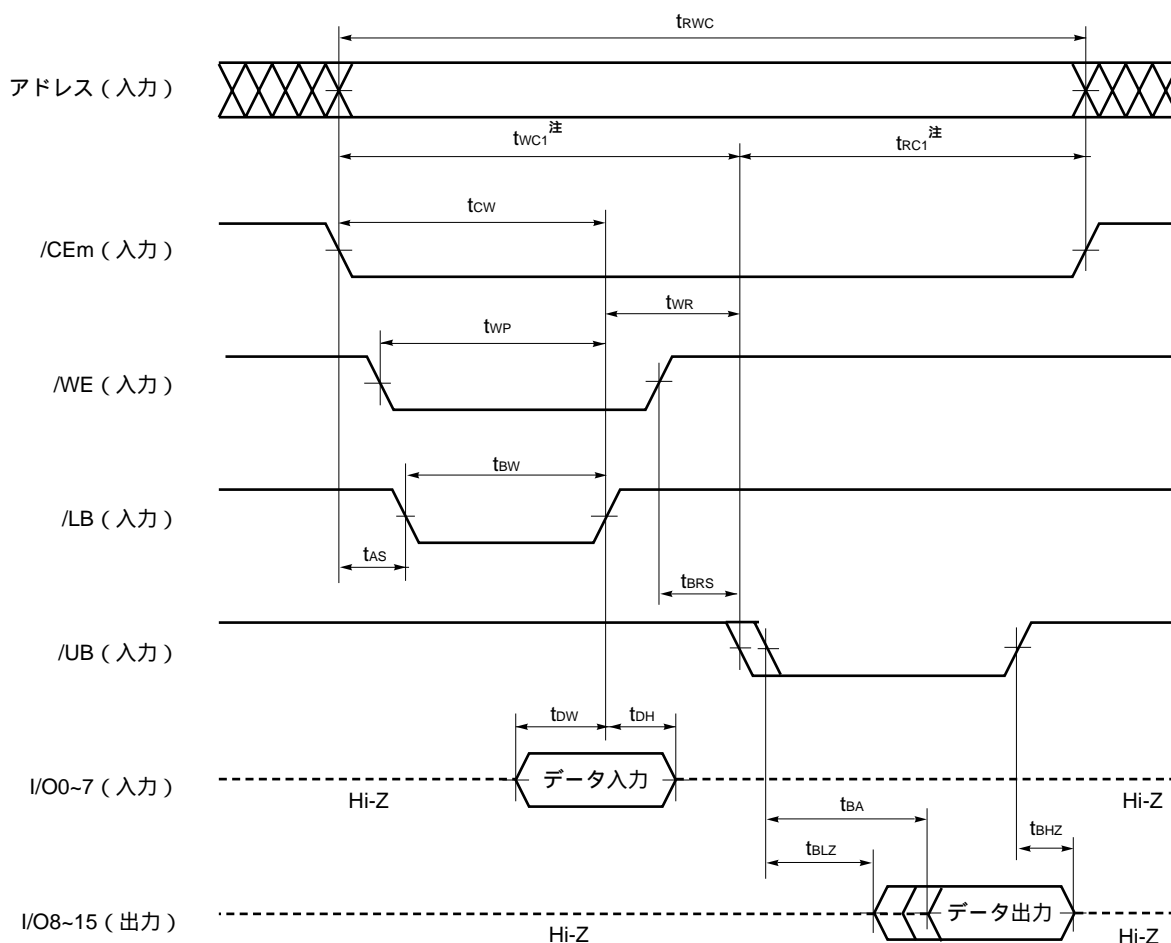 tRWC
アドレス（入力）
tWC1注
tRC1注
tCW
/CEm（入力）
tWR
tWP
/WE（入力）
tBW
/LB（入力）
tAS
tBRS
/UB（入力）
tDW
tDH
データ入力
I/O0~7（入力）
Hi-Z
Hi-Z
tBA
tBHZ
tBLZ
データ出力
I/O8~15（出力）
Hi-Z
Hi-Z